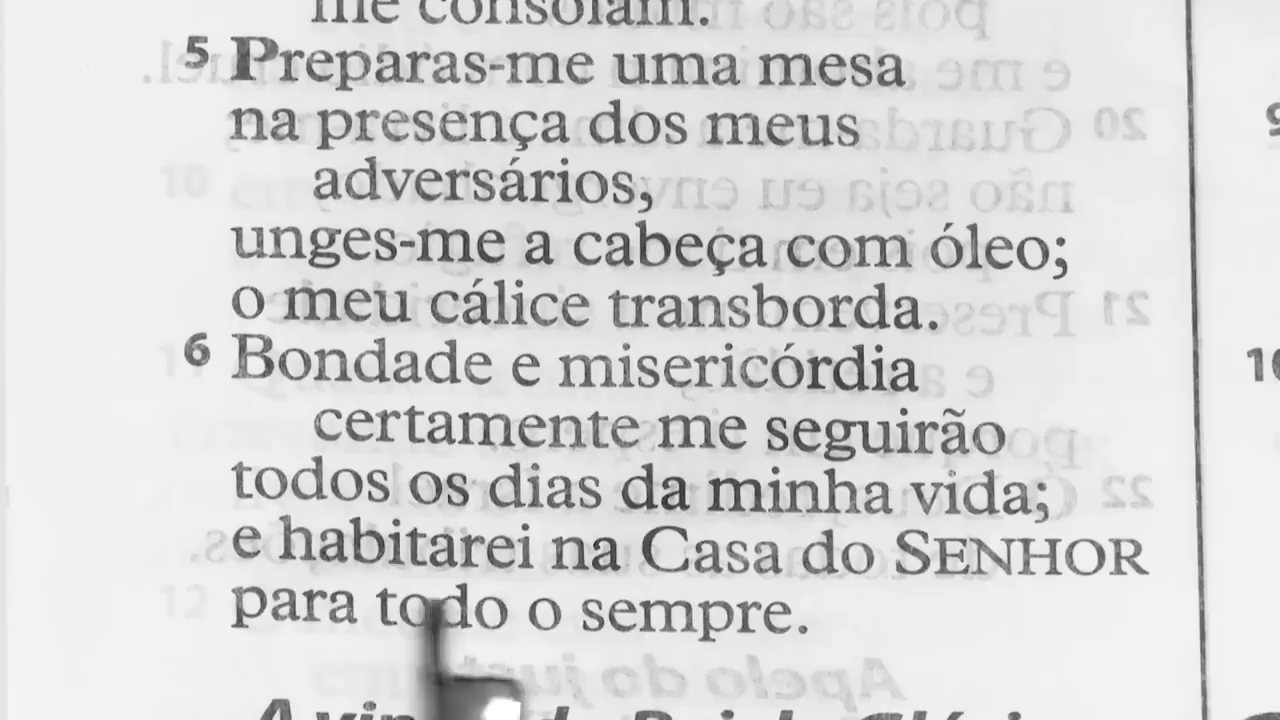 me consolam.
5 Preparas-me uma mesa
na presença dos meus
adversários,
unges-me a cabeça com óleo;
o meu cálice transborda.
6 Bondade e misericórdia
certamente me seguirão
todos os dias da minha vida;
e habitarei na Casa do SENHOR
para todo o sempre.